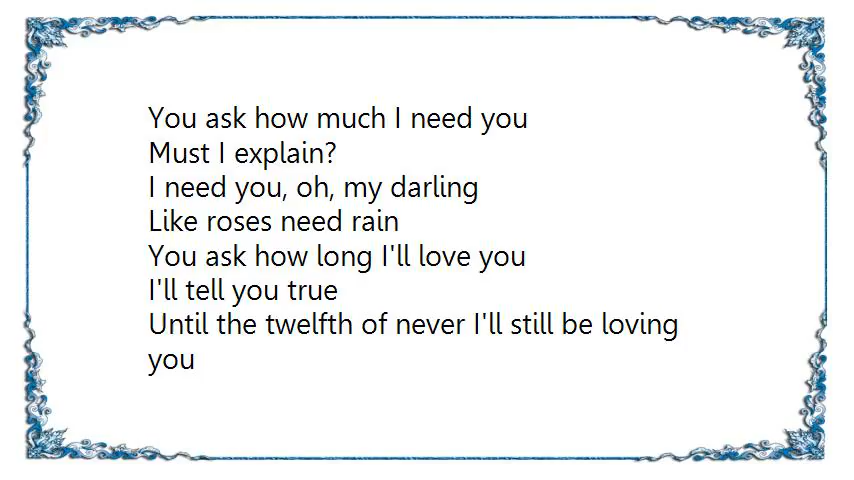 You ask how much I need you
Must I explain?
I need you, oh, my darling
Like roses need rain
You ask how long I'll love you
I'll tell you true
Until the twelfth of never I'll still be loving
you